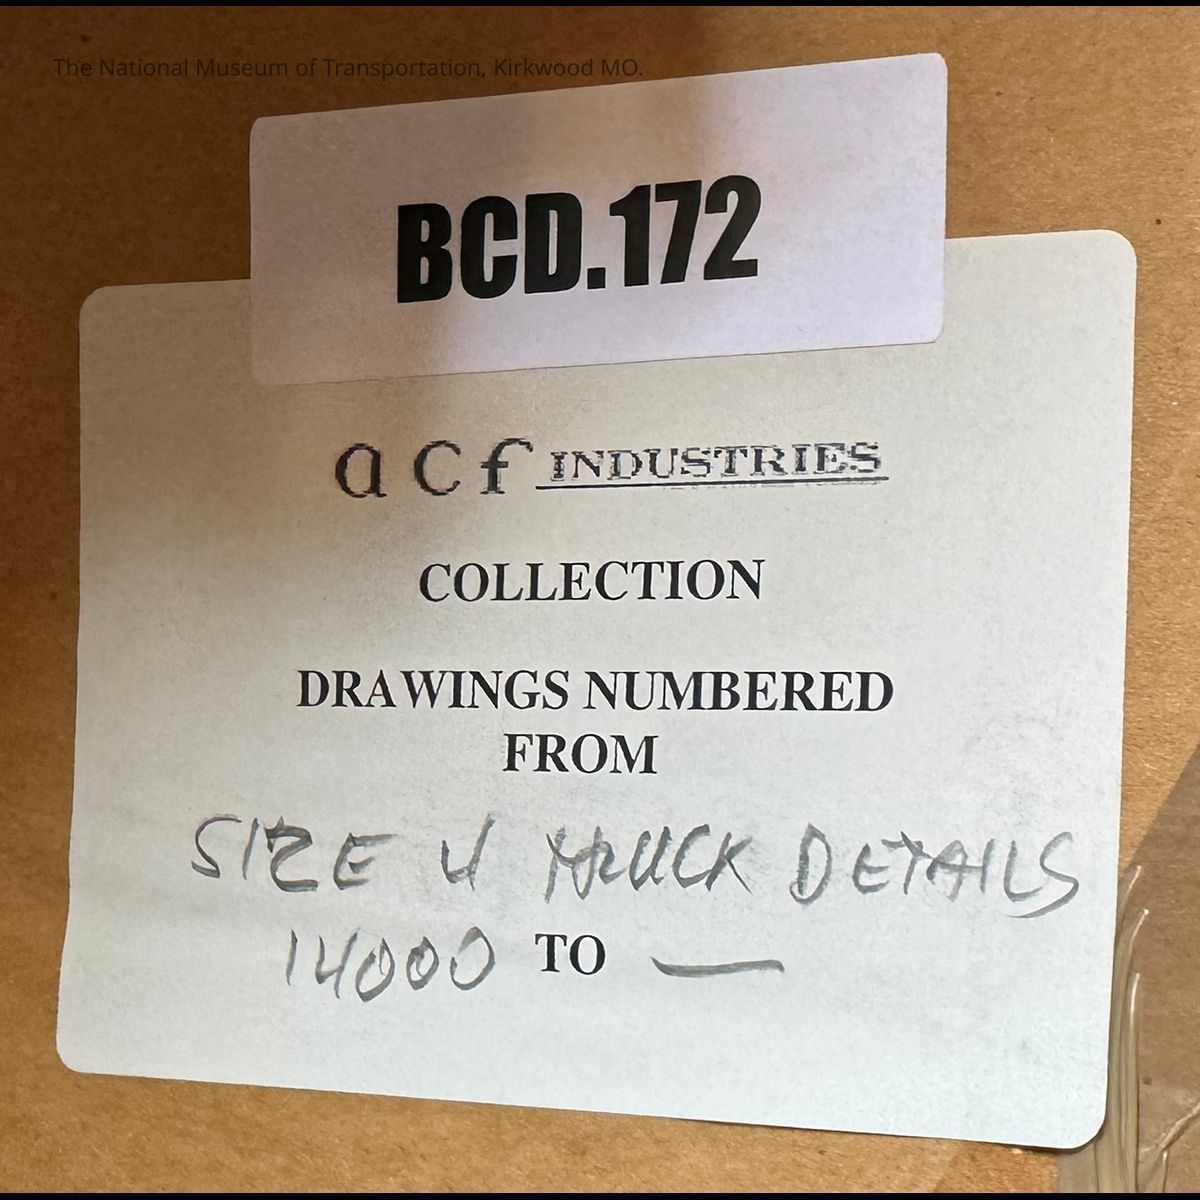 The National Museum of Transportation, Kirkwood MO.
BCD.172
acf INDUSTRIES
COLLECTION
DRAWINGS NUMBERED
FROM
SIZE 4 TRUCK DETAILS
14000 TO —